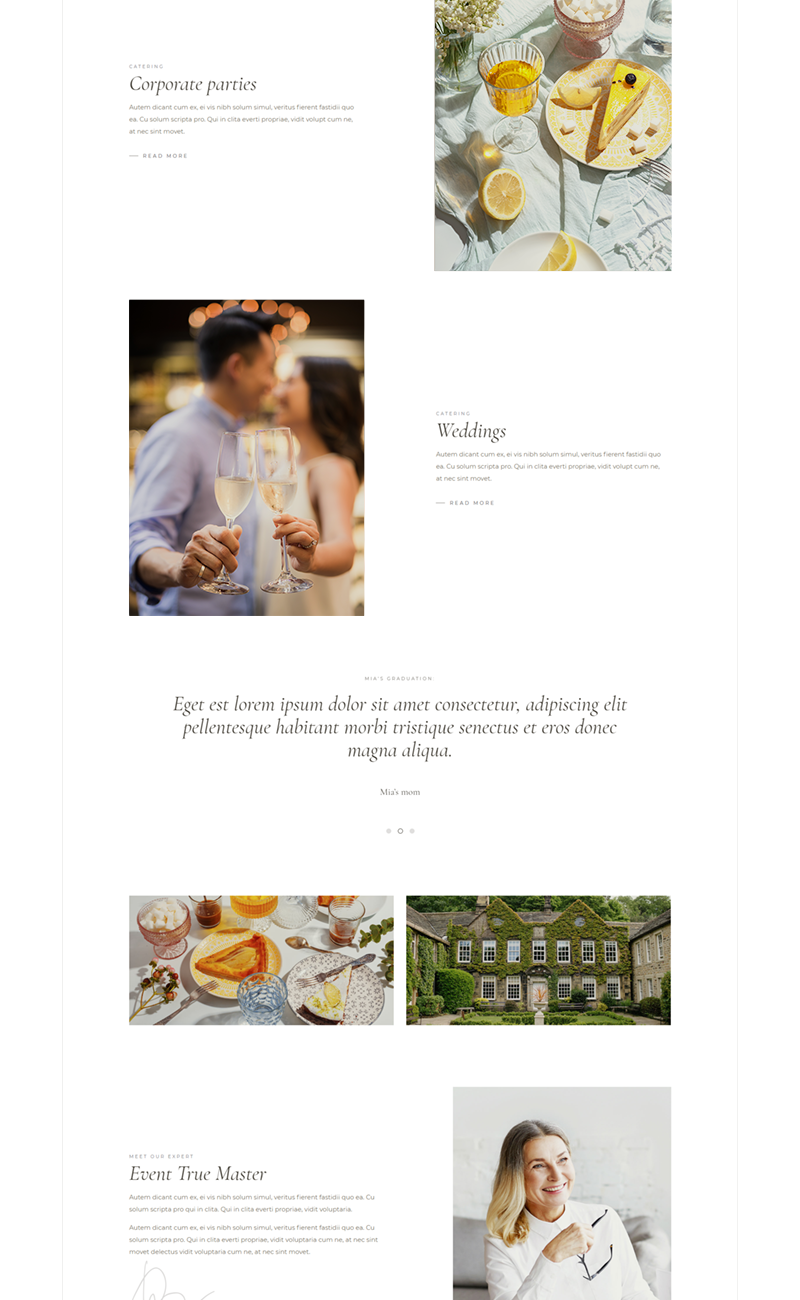 CATERING
Corporate parties
Autem dicant cum ex, ei vis nibh solum simul, veritus fierent fastidii quo
ea. Cu solum scripta pro. Qui in clita everti propriae, vidit volupt cum ne,
at nec sint movet.
READ MORE
CATERING
Weddings
Autem dicant cum ex, ei vis nibh solum simul, veritus fierent fastidii quo
ea. Cu solum scripta pro. Qui in clita everti propriae, vidit volupt cum ne,
at nec sint movet.
READ MORE
MIA'S GRADUATION
Eget est lorem ipsum dolor sit amet consectetur, adipiscing elit
pellentesque habitant morbi tristique senectus et eros donec
magna aliqua.
Mia's mom
MEET OUR EXPERT
Event True Master
Autem dicant cum ex, ei vis nibh solum simul, veritus fierent fastidii quo ea. Cu
solum scripta pro qui in clita. Qui in clita everti propriae, vidit voluptaria.
Autem dicant cum ex, ei vis nibh solum simul, veritus fierent fastidii quo ea. Cu
solum scripta pro. Qui in clita everti propriae, vidit voluptaria cum ne, at nec sint
movet delectus vidit voluptaria cum ne, at nec sint movet.